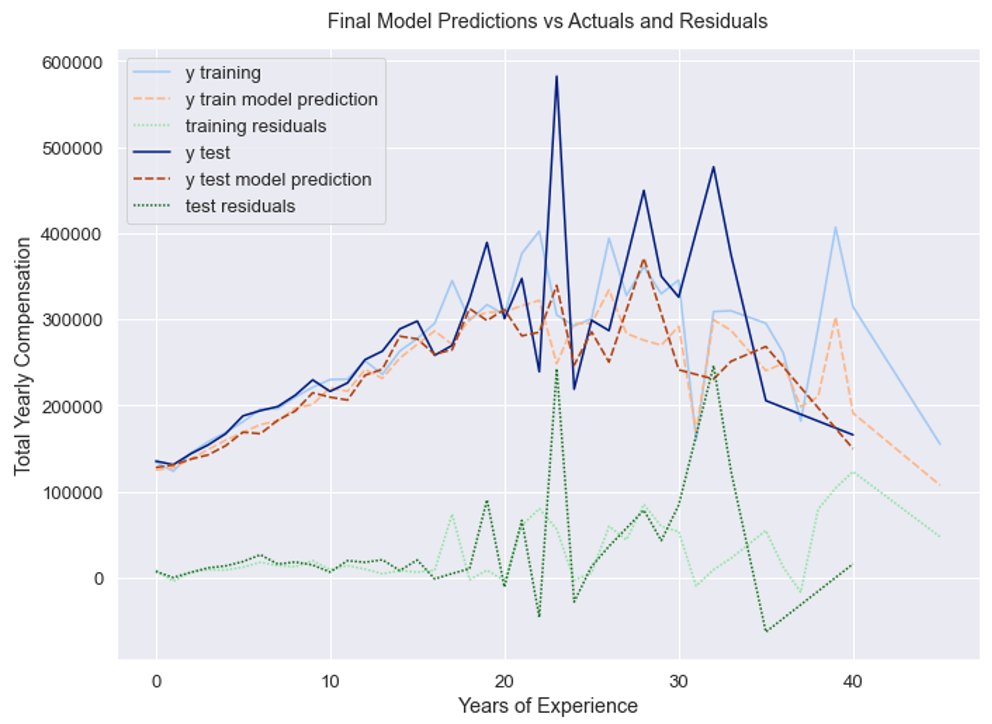 Final Model Predictions vs Actuals and Residuals
600000
500000
400000
300000
200000
100000
0
Total Yearly Compensation
y training
y train model prediction
training residuals
y test
y test model prediction
test residuals
0 10 20 30 40
Years of Experience